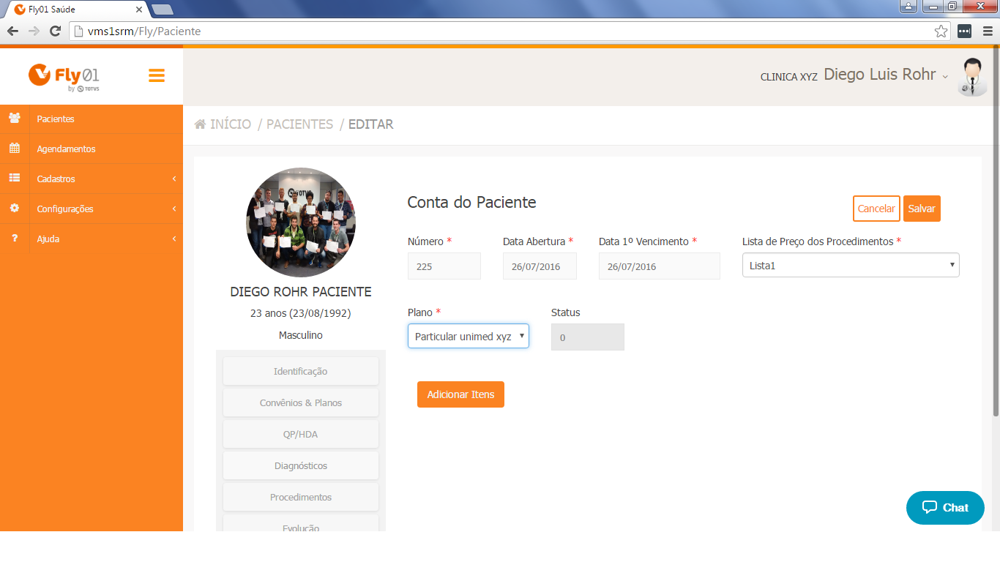 Fly01 Saúde
vms1srm/Fly/Paciente
Fly01
by TOTVS
CLINICA XYZ Diego Luis Rohr
Pacientes
Agendamentos
Cadastros
Configurações
Ajuda
INÍCIO / PACIENTES / EDITAR
TOTVS
DIEGO ROHR PACIENTE
23 anos (23/08/1992)
Masculino
Identificação
Convênios & Planos
QP/HDA
Diagnósticos
Procedimentos
Evolução
Conta do Paciente
Cancelar
Salvar
Número *
Data Abertura *
Data 1º Vencimento *
Lista de Preço dos Procedimentos *
225
26/07/2016
26/07/2016
Lista1
Plano *
Status
Particular unimed xyz
0
Adicionar Itens
Chat